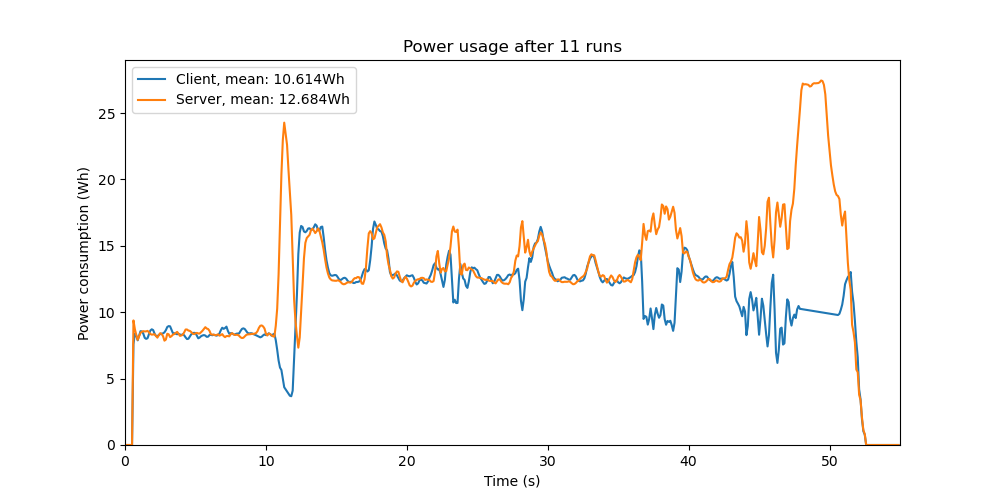 Power usage after 11 runs
Client, mean: 10.614Wh
Server, mean: 12.684Wh
Power consumption (Wh)
25
20
15
10
5
0
0 10 20 30 40 50
Time (s)